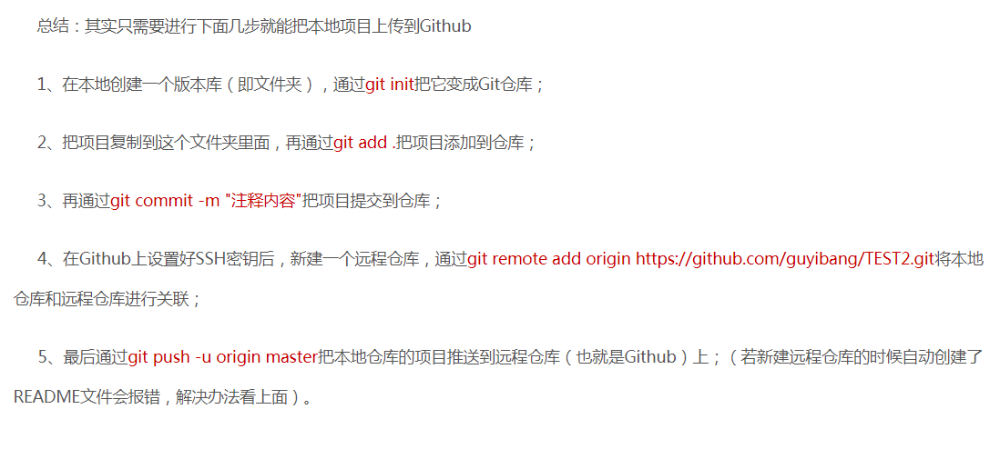 总结：其实只需要进行下面几步就能把本地项目上传到Github
1、在本地创建一个版本库（即文件夹），通过git init把它变成Git仓库；
2、把项目复制到这个文件夹里面，再通过git add .把项目添加到仓库；
3、再通过git commit -m "注释内容"把项目提交到仓库；
4、在Github上设置好SSH密钥后，新建一个远程仓库，通过git remote add origin https://github.com/guyibang/TEST2.git将本地
仓库和远程仓库进行关联；
5、最后通过git push -u origin master把本地仓库的项目推送到远程仓库（也就是Github）上；（若新建远程仓库的时候自动创建了
README文件会报错，解决办法看上面）。